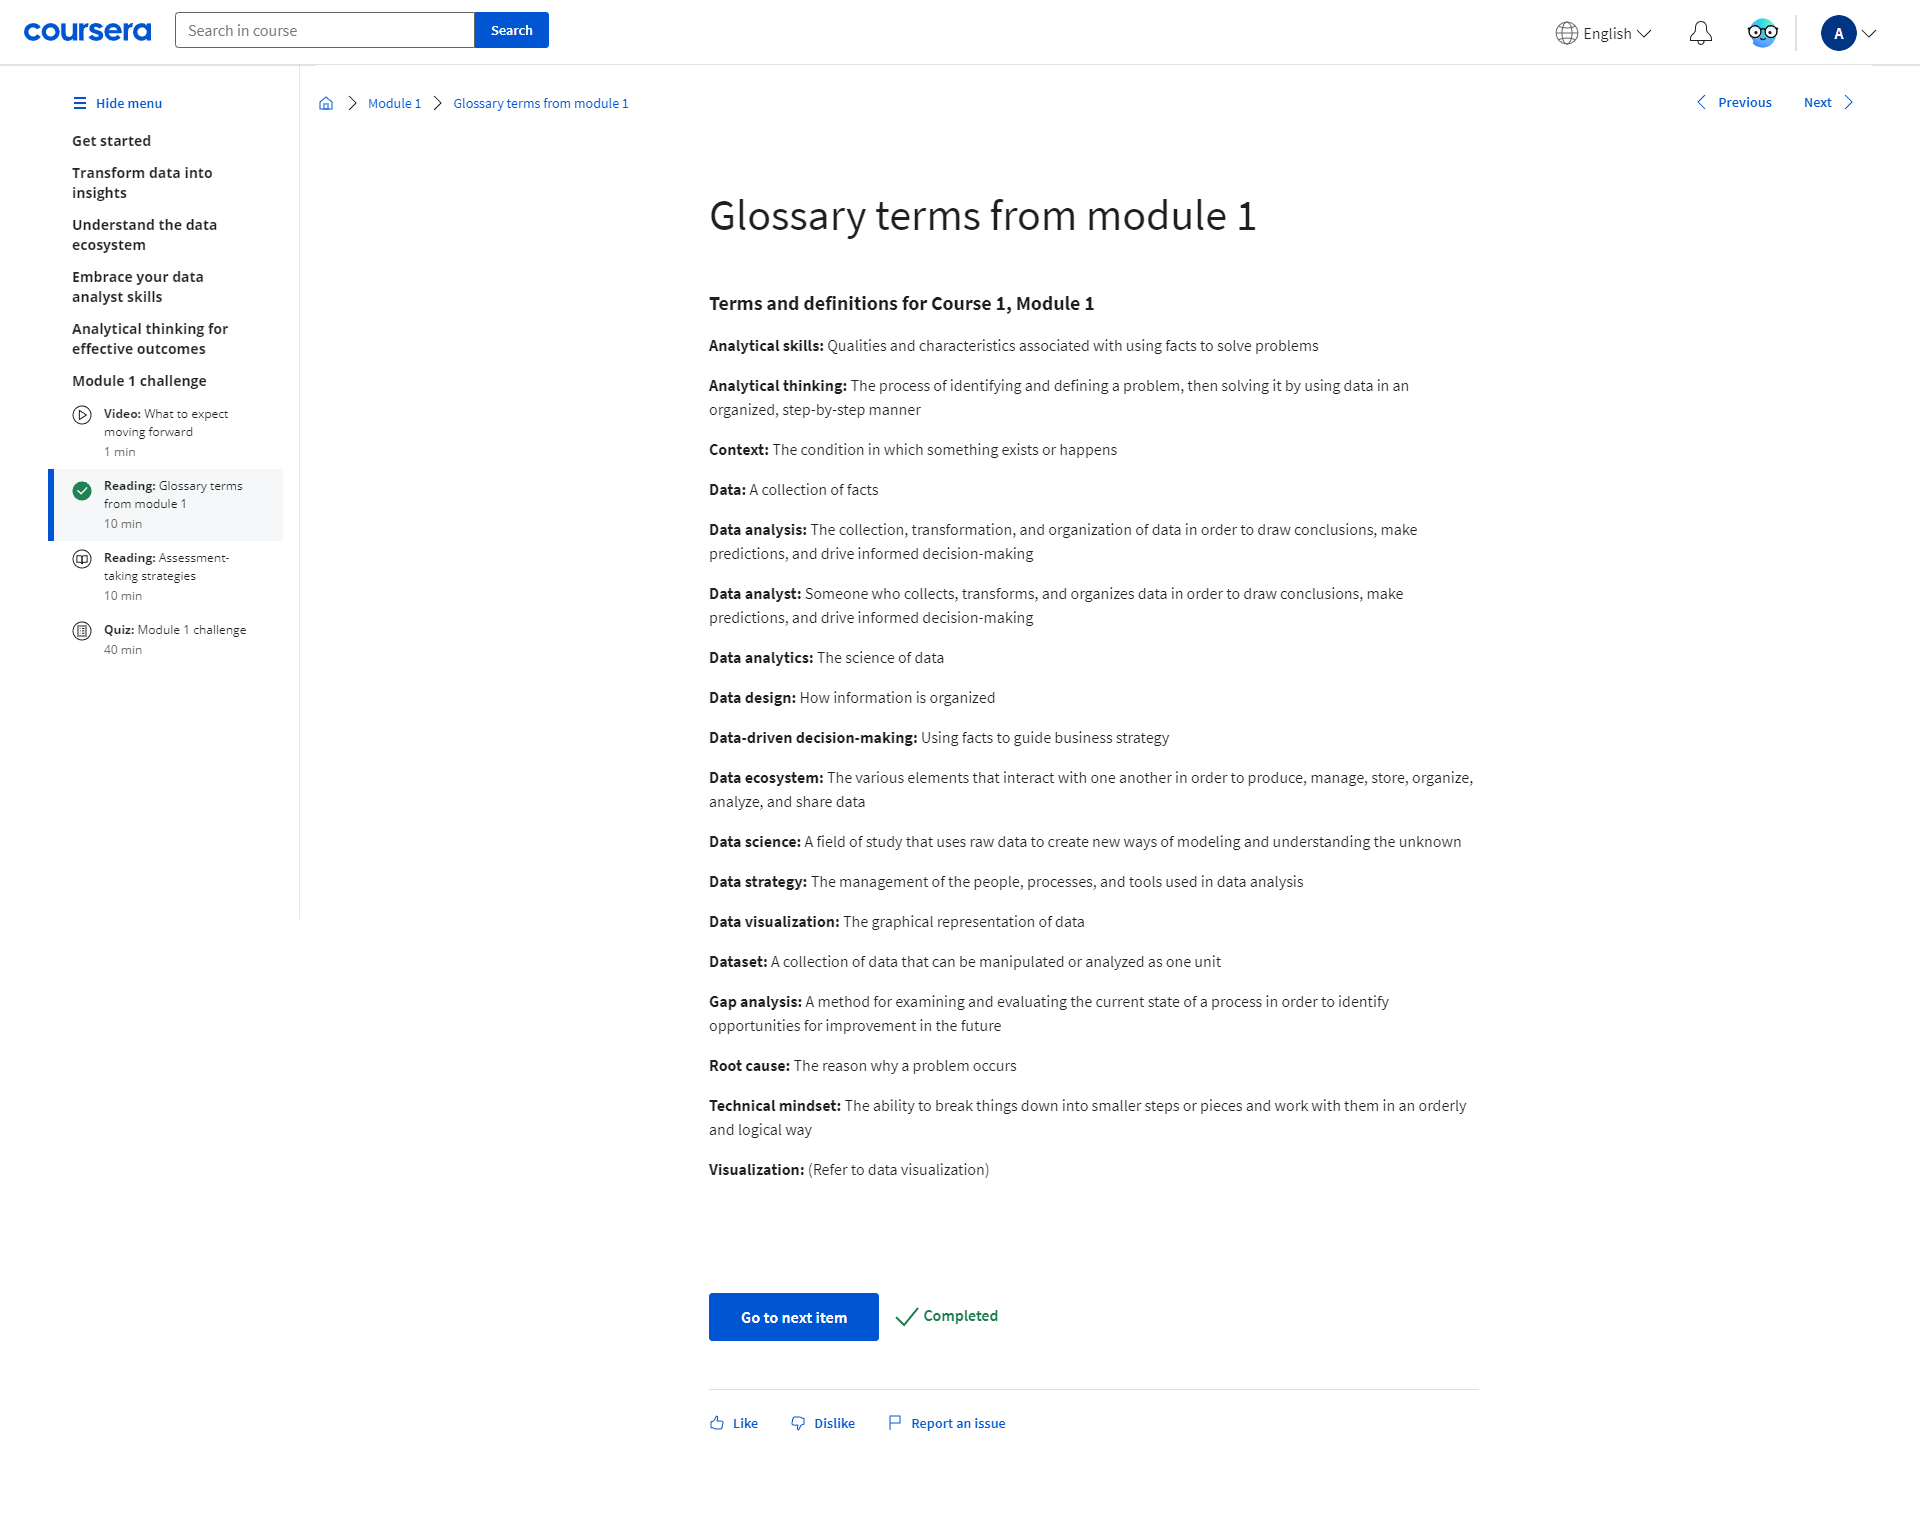 coursera
Search in course
Search
English
A
Hide menu
Get started
Transform data into
insights
Understand the data
ecosystem
Embrace your data
analyst skills
Analytical thinking for
effective outcomes
Module 1 challenge
Video: What to expect
moving forward
1 min
Reading: Glossary terms
from module 1
10 min
Reading: Assessment-
taking strategies
10 min
Quiz: Module 1 challenge
40 min
Module 1
Glossary terms from module 1
Previous
Next
Glossary terms from module 1
Terms and definitions for Course 1, Module 1
Analytical skills: Qualities and characteristics associated with using facts to solve problems
Analytical thinking: The process of identifying and defining a problem, then solving it by using data in an
organized, step-by-step manner
Context: The condition in which something exists or happens
Data: A collection of facts
Data analysis: The collection, transformation, and organization of data in order to draw conclusions, make
predictions, and drive informed decision-making
Data analyst: Someone who collects, transforms, and organizes data in order to draw conclusions, make
predictions, and drive informed decision-making
Data analytics: The science of data
Data design: How information is organized
Data-driven decision-making: Using facts to guide business strategy
Data ecosystem: The various elements that interact with one another in order to produce, manage, store, organize,
analyze, and share data
Data science: A field of study that uses raw data to create new ways of modeling and understanding the unknown
Data strategy: The management of the people, processes, and tools used in data analysis
Data visualization: The graphical representation of data
Dataset: A collection of data that can be manipulated or analyzed as one unit
Gap analysis: A method for examining and evaluating the current state of a process in order to identify
opportunities for improvement in the future
Root cause: The reason why a problem occurs
Technical mindset: The ability to break things down into smaller steps or pieces and work with them in an orderly
and logical way
Visualization: (Refer to data visualization)
Go to next item
Completed
Like
Dislike
Report an issue